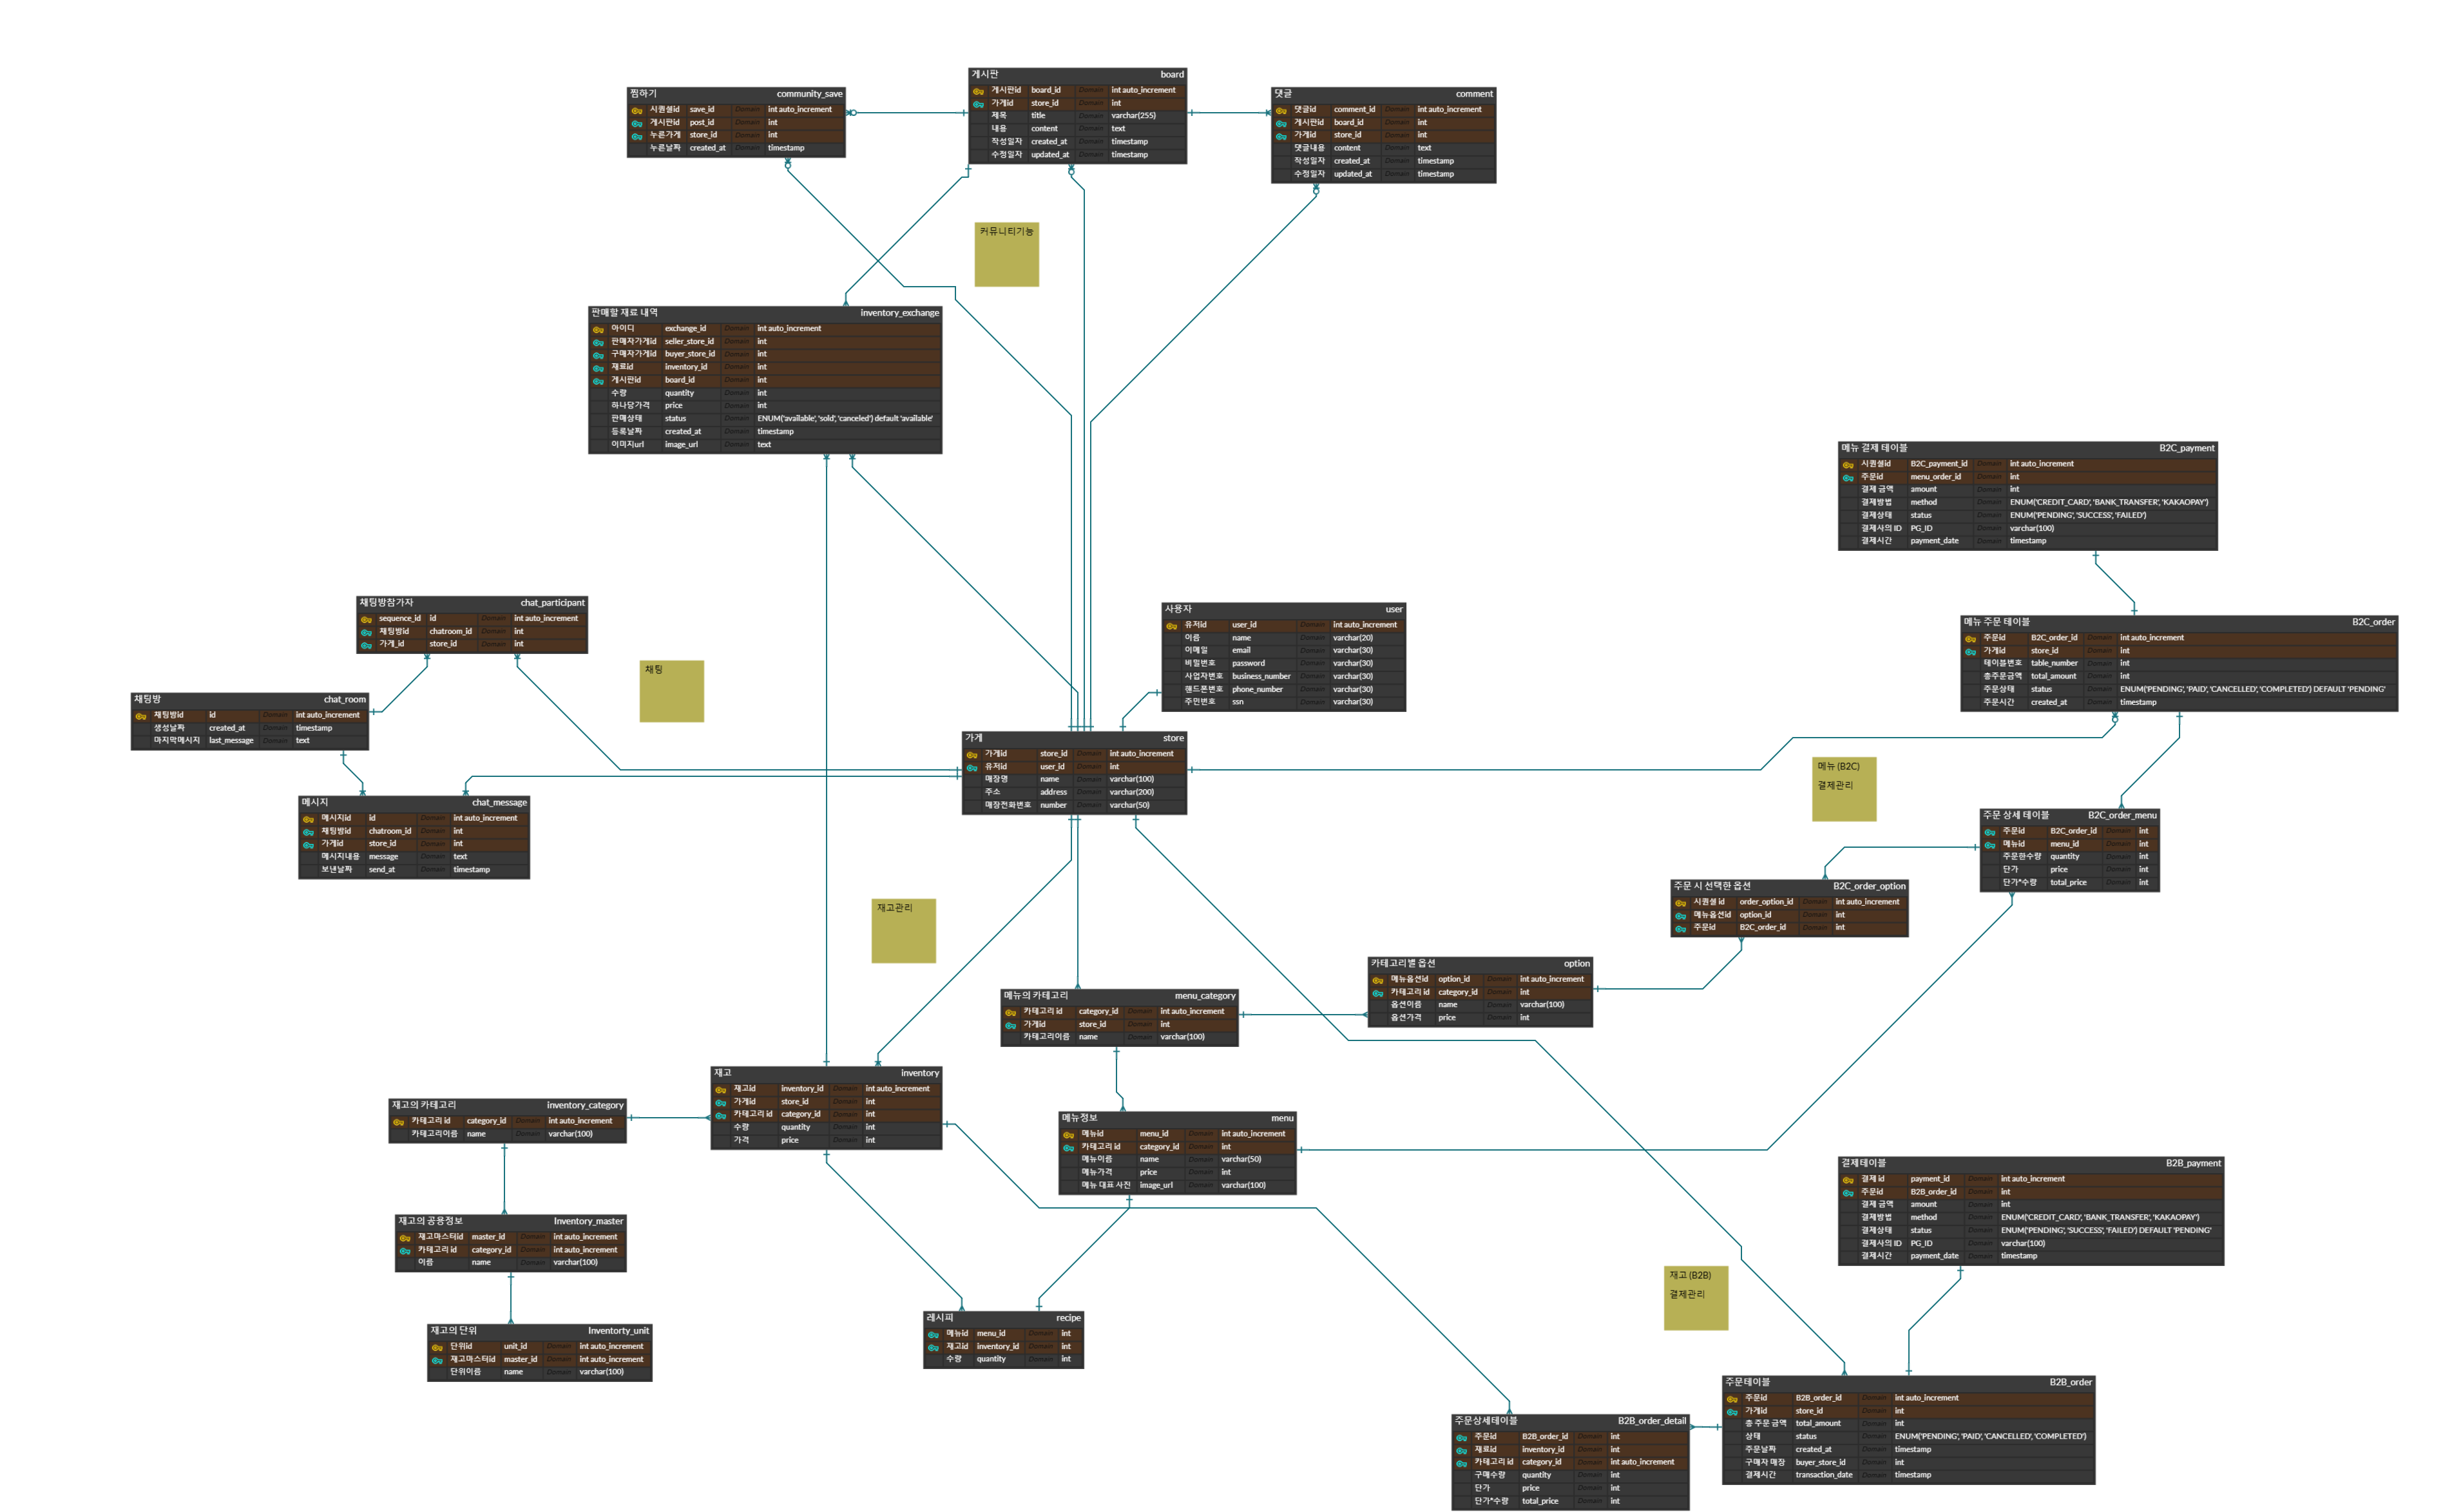 찜하기 community_save
시퀀셜id save_id Domain int auto_increment
게시판id post_id Domain int
누른가게 store_id Domain int
누른날짜 created_at Domain timestamp
게시판 board
게시판id board_id Domain int auto_increment
가게id store_id Domain int
제목 title Domain varchar(255)
내용 content Domain text
작성일자 created_at Domain timestamp
수정일자 updated_at Domain timestamp
댓글 comment
댓글id comment_id Domain int auto_increment
게시판id board_id Domain int
가게id store_id Domain int
댓글내용 content Domain text
작성일자 created_at Domain timestamp
수정일자 updated_at Domain timestamp
커뮤니티기능
판매할 재료 내역 inventory_exchange
아이디 exchange_id Domain int auto_increment
판매자가게id seller_store_id Domain int
구매자가게id buyer_store_id Domain int
재료id inventory_id Domain int
게시판id board_id Domain int
수량 quantity Domain int
하나당가격 price Domain int
판매상태 status Domain ENUM('available', 'sold', 'canceled') default 'available'
등록날짜 created_at Domain timestamp
이미지url image_url Domain text
메뉴 결제 테이블 B2C_payment
시퀀셜id B2C_payment_id Domain int auto_increment
주문id menu_order_id Domain int
결제 금액 amount Domain int
결제방법 method Domain ENUM('CREDIT_CARD', 'BANK_TRANSFER', 'KAKAOPAY')
결제상태 status Domain ENUM('PENDING', 'SUCCESS', 'FAILED')
결제사의 ID PG_ID Domain varchar(100)
결제시간 payment_date Domain timestamp
채팅방참가자 chat_participant
sequence_id id Domain int auto_increment
채팅방id chatroom_id Domain int
가게_id store_id Domain int
채팅
사용자 user
유저id user_id Domain int auto_increment
이름 name Domain varchar(20)
이메일 email Domain varchar(30)
비밀번호 password Domain varchar(30)
사업자번호 business_number Domain varchar(30)
핸드폰번호 phone_number Domain varchar(30)
주민번호 ssn Domain varchar(30)
메뉴 주문 테이블 B2C_order
주문id B2C_order_id Domain int auto_increment
가게id store_id Domain int
테이블번호 table_number Domain int
총주문금액 total_amount Domain int
주문상태 status Domain ENUM('PENDING', 'PAID', 'CANCELLED', 'COMPLETED') DEFAULT 'PENDING'
주문시간 created_at Domain timestamp
채팅방 chat_room
채팅방id id Domain int auto_increment
생성날짜 created_at Domain timestamp
마지막메시지 last_message Domain text
가게 store
가게id store_id Domain int auto_increment
유저id user_id Domain int
매장명 name Domain varchar(100)
주소 address Domain varchar(200)
매장전화번호 number Domain varchar(50)
메뉴 (B2C)
결제관리
메시지 chat_message
메시지id id Domain int auto_increment
채팅방id chatroom_id Domain int
가게id store_id Domain int
메시지내용 message Domain text
보낸날짜 send_at Domain timestamp
주문 상세 테이블 B2C_order_menu
주문id B2C_order_id Domain int
메뉴id menu_id Domain int
주문한수량 quantity Domain int
단가 price Domain int
단가*수량 total_price Domain int
주문 시 선택한 옵션 B2C_order_option
시퀀셜 id order_option_id Domain int auto_increment
메뉴옵션id option_id Domain int
주문id B2C_order_id Domain int
재고관리
카테고리별 옵션 option
메뉴옵션id option_id Domain int auto_increment
카테고리 id category_id Domain int
옵션이름 name Domain varchar(100)
옵션가격 price Domain int
메뉴의 카테고리 menu_category
카테고리 id category_id Domain int auto_increment
가게id store_id Domain int
카테고리이름 name Domain varchar(100)
재고 inventory
재고id inventory_id Domain int auto_increment
가게id store_id Domain int
카테고리 id category_id Domain int
수량 quantity Domain int
가격 price Domain int
재고의 카테고리 inventory_category
카테고리 id category_id Domain int auto_increment
카테고리이름 name Domain varchar(100)
메뉴정보 menu
메뉴id menu_id Domain int auto_increment
카테고리 id category_id Domain int
메뉴이름 name Domain varchar(50)
메뉴가격 price Domain int
메뉴 대표 사진 image_url Domain varchar(100)
결제테이블 B2B_payment
결제 id payment_id Domain int auto_increment
주문id B2B_order_id Domain int
결제 금액 amount Domain int
결제방법 method Domain ENUM('CREDIT_CARD', 'BANK_TRANSFER', 'KAKAOPAY')
결제상태 status Domain ENUM('PENDING', 'SUCCESS', 'FAILED') DEFAULT 'PENDING'
결제사의 ID PG_ID Domain varchar(100)
결제시간 payment_date Domain timestamp
재고의 공용정보 Inventory_master
재고마스터id master_id Domain int auto_increment
카테고리 id category_id Domain int auto_increment
이름 name Domain varchar(100)
재고 (B2B)
결제관리
재고의 단위 Inventorty_unit
단위id unit_id Domain int auto_increment
재고마스터id master_id Domain int auto_increment
단위이름 name Domain varchar(100)
레시피 recipe
메뉴id menu_id Domain int
재고id inventory_id Domain int
수량 quantity Domain int
주문테이블 B2B_order
주문id B2B_order_id Domain int auto_increment
가게id store_id Domain int
총 주문 금액 total_amount Domain int
상태 status Domain ENUM('PENDING', 'PAID', 'CANCELLED', 'COMPLETED')
주문날짜 created_at Domain timestamp
구매자 매장 buyer_store_id Domain int
결제시간 transaction_date Domain timestamp
주문상세테이블 B2B_order_detail
주문id B2B_order_id Domain int
재료id inventory_id Domain int
카테고리 id category_id Domain int auto_increment
구매수량 quantity Domain int
단가 price Domain int
단가*수량 total_price Domain int